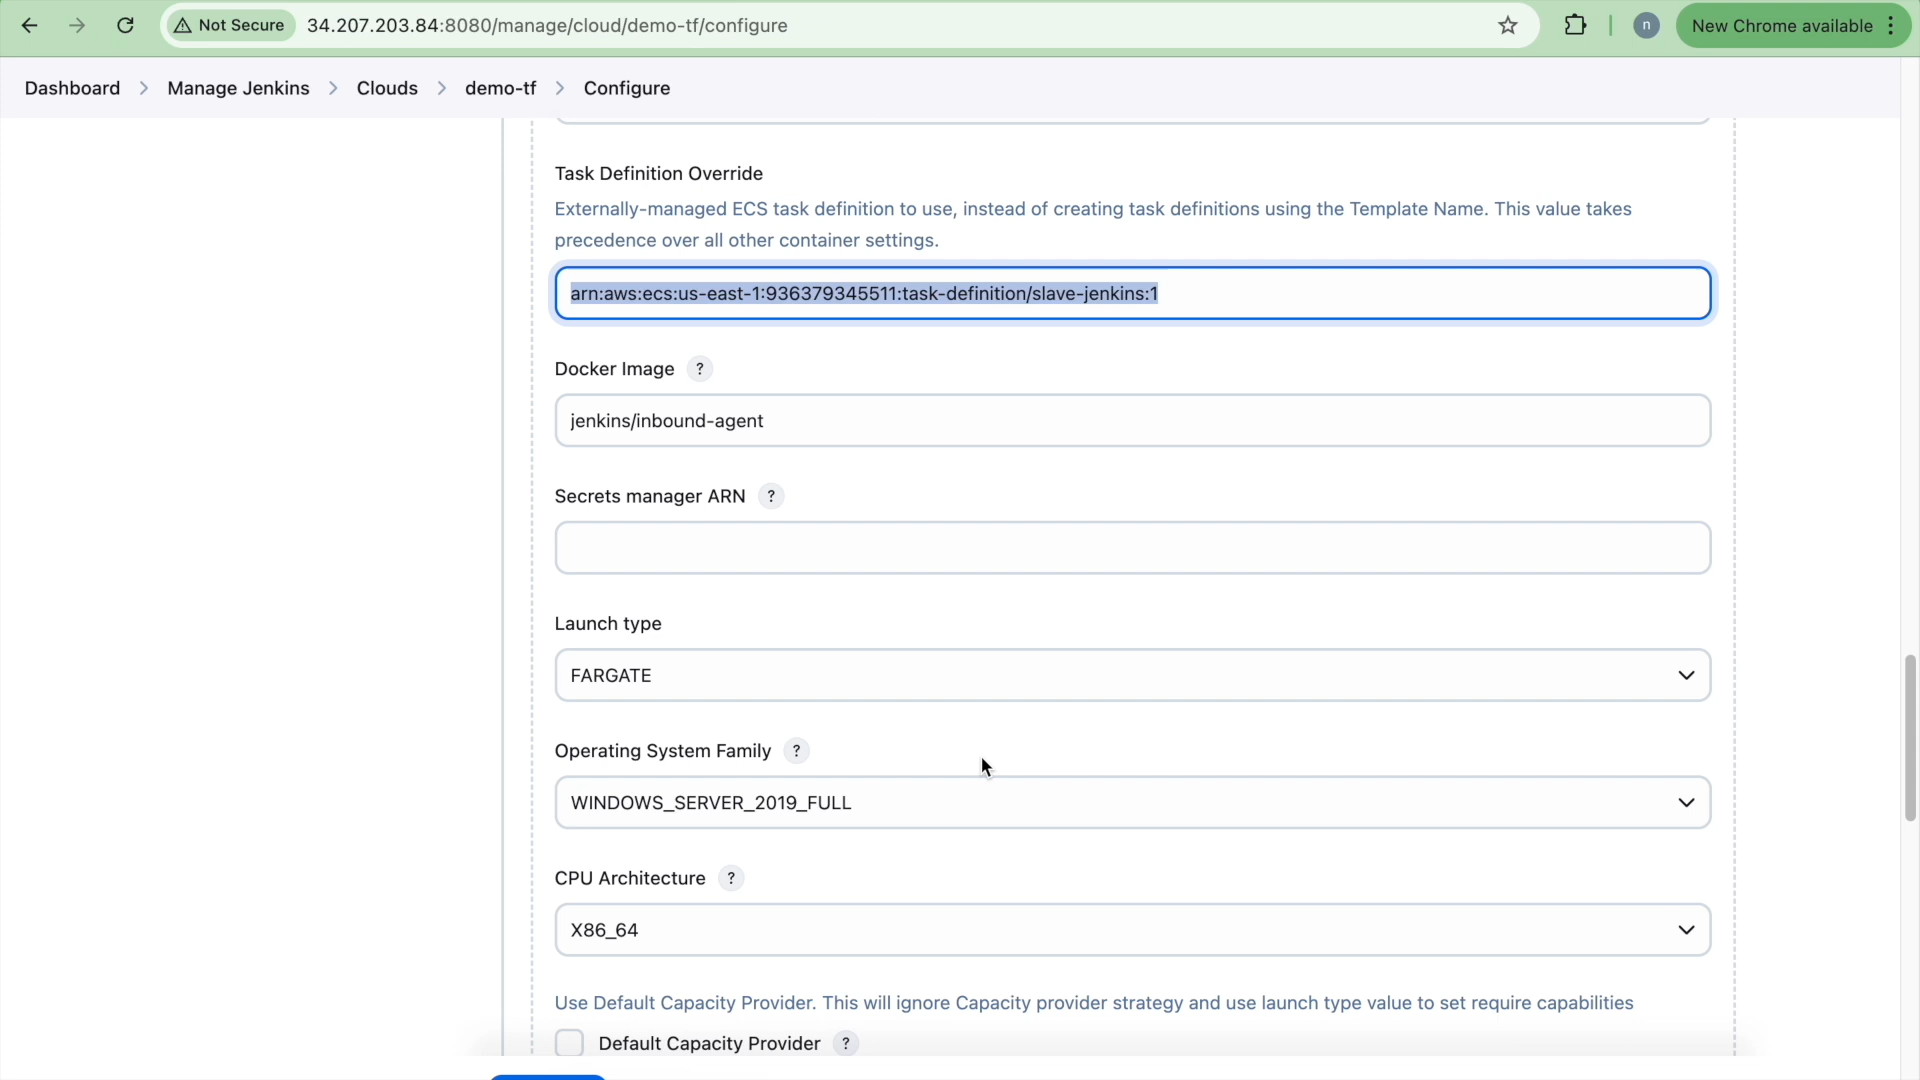 Not Secure
34.207.203.84:8080/manage/cloud/demo-tf/configure
n
New Chrome available
Dashboard
Manage Jenkins
Clouds
demo-tf
Configure
Task Definition Override
Externally-managed ECS task definition to use, instead of creating task definitions using the Template Name. This value takes
precedence over all other container settings.
arn:aws:ecs:us-east-1:936379345511:task-definition/slave-jenkins:1
Docker Image ?
jenkins/inbound-agent
Secrets manager ARN ?
Launch type
FARGATE
Operating System Family ?
WINDOWS_SERVER_2019_FULL
CPU Architecture ?
X86_64
Use Default Capacity Provider. This will ignore Capacity provider strategy and use launch type value to set require capabilities
Default Capacity Provider ?